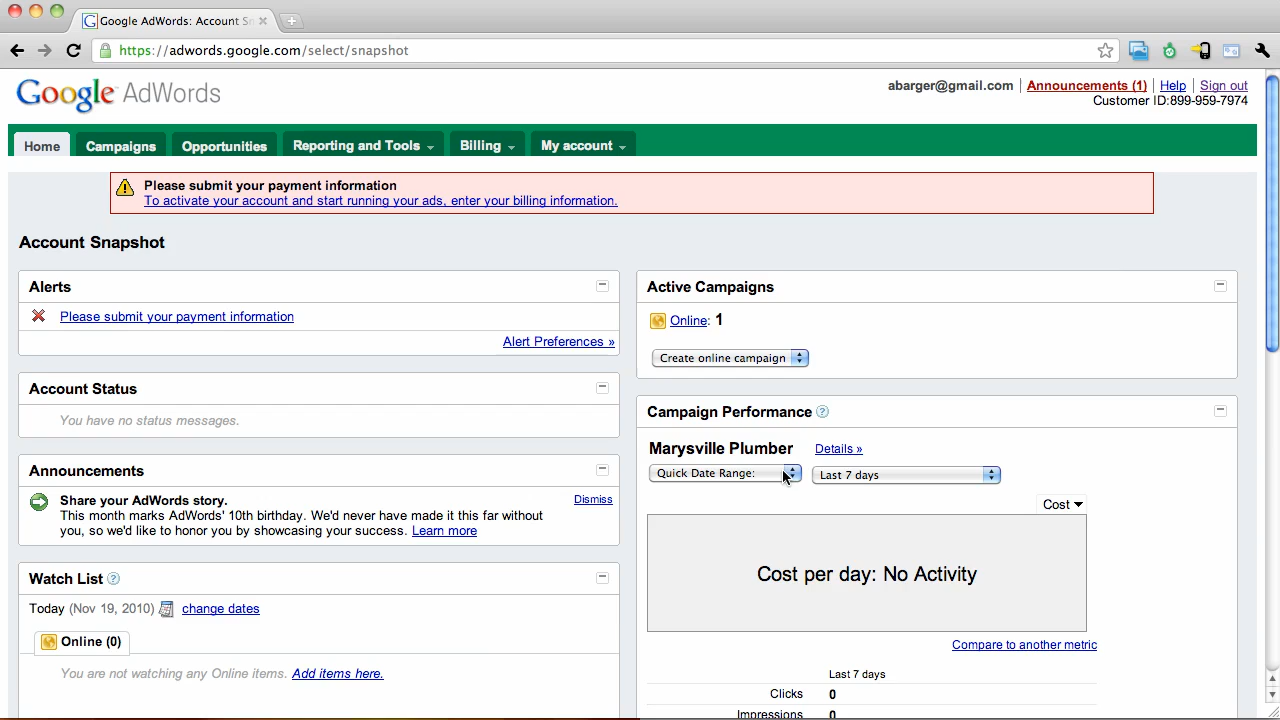 Google AdWords: Account Sn
https://adwords.google.com/select/snapshot
Google AdWords
abarger@gmail.com | Announcements (1) | Help | Sign out
Customer ID:899-959-7974
Home Campaigns Opportunities Reporting and Tools Billing My account
Please submit your payment information
To activate your account and start running your ads, enter your billing information.
Account Snapshot
Alerts
Please submit your payment information
Alert Preferences »
Account Status
You have no status messages.
Announcements
Share your AdWords story.
Dismiss
This month marks AdWords' 10th birthday. We'd never have made it this far without
you, so we'd like to honor you by showcasing your success. Learn more
Watch List ?
Today (Nov 19, 2010) change dates
Online (0)
You are not watching any Online items. Add items here.
Active Campaigns
Online: 1
Create online campaign
Campaign Performance ?
Marysville Plumber Details »
Quick Date Range: Last 7 days
Cost
Cost per day: No Activity
Compare to another metric
Last 7 days
Clicks 0
Impressions 0